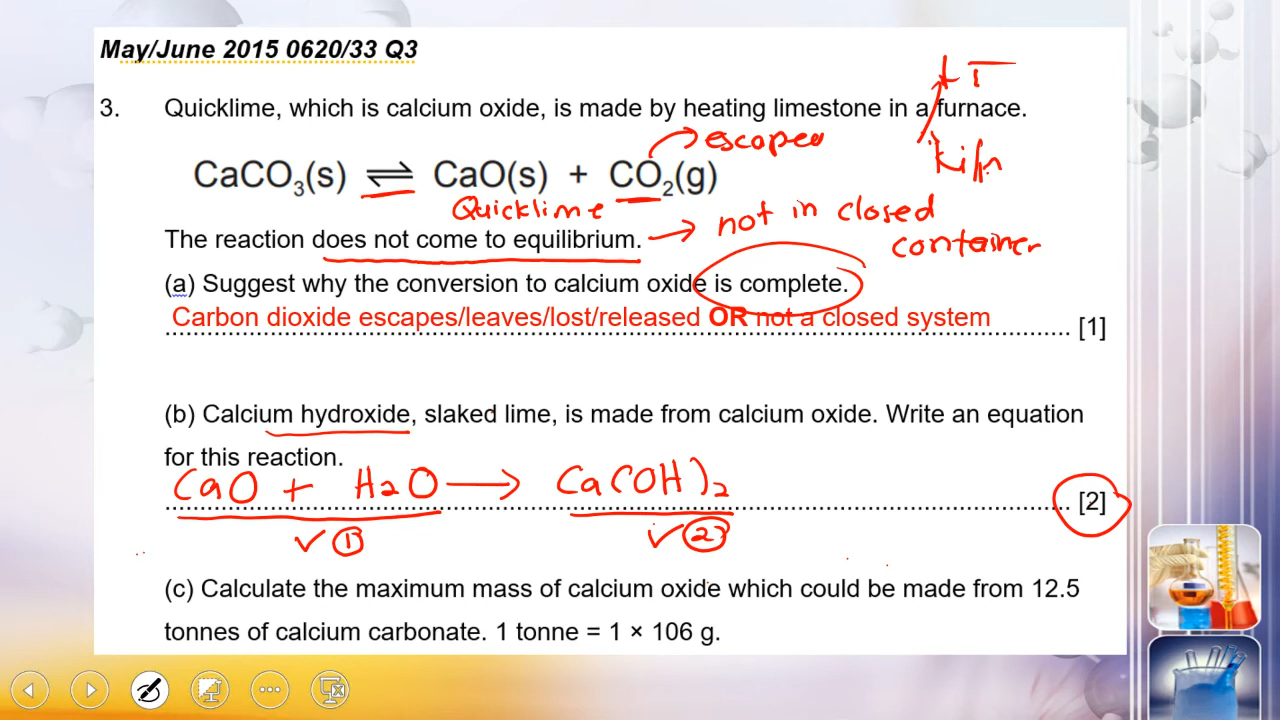 May/June 2015 0620/33 Q3
↑ T
3. Quicklime, which is calcium oxide, is made by heating limestone in a furnace.
escaped
kiln
CaCO₃(s) ⇌ CaO(s) + CO₂(g)
Quicklime
not in closed
container
The reaction does not come to equilibrium.
(a) Suggest why the conversion to calcium oxide is complete.
Carbon dioxide escapes/leaves/lost/released OR not a closed system
[1]
(b) Calcium hydroxide, slaked lime, is made from calcium oxide. Write an equation
for this reaction.
CaO + H₂O → Ca(OH)₂
[2]
✓ ① ✓ ②
(c) Calculate the maximum mass of calcium oxide which could be made from 12.5
tonnes of calcium carbonate. 1 tonne = 1 × 106 g.